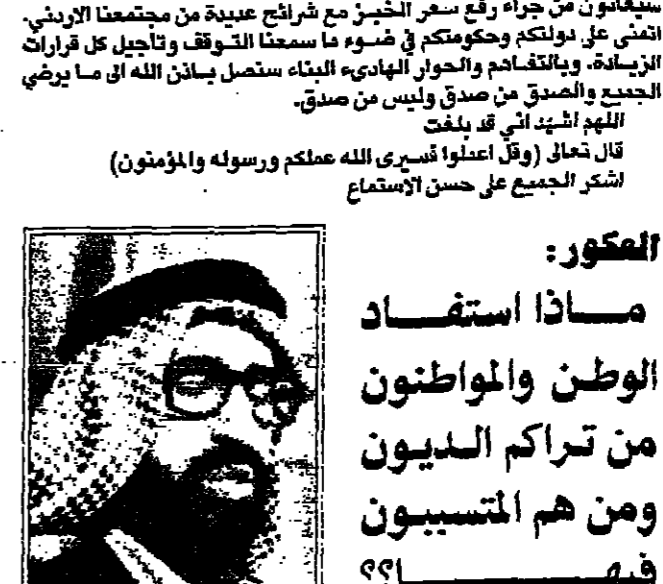 سيعانون من جراء رفع سعر الخبز مع شرائح عديدة من مجتمعنا الاردني.
اتمنى على دولتكم وحكومتكم في ضوء ما سمعنا التوقف وتأجيل كل قرارات
الزيادة. وبالتفاهم والحوار الهادىء البناء سنصل باذن الله الى ما يرضي
الجميع والصدق من صدق وليس من صدق.
اللهم اشهد اني قد بلغت
قال تعالى (وقل اعملوا فسيرى الله عملكم ورسوله والمؤمنون)
اشكر الجميع على حسن الاستماع
العكور:
ماذا استفاد
الوطن والمواطنون
من تراكم الديون
ومن هم المتسببون
فيها؟؟